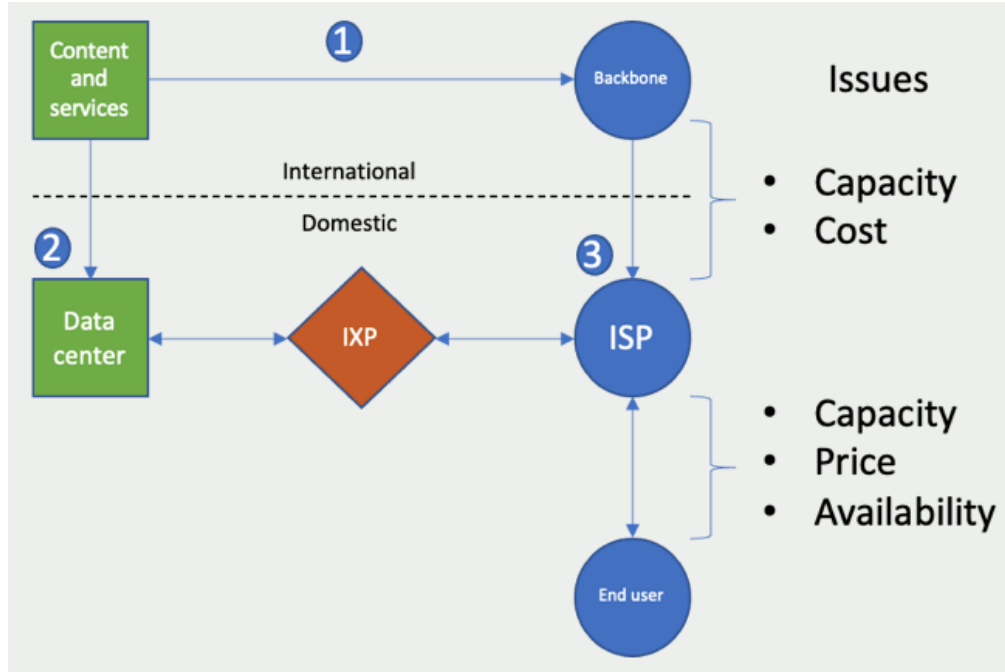 1
Content
and
services
Backbone
Issues
International
Domestic
• Capacity
• Cost
2
3
Data
center
IXP
ISP
• Capacity
• Price
• Availability
End user